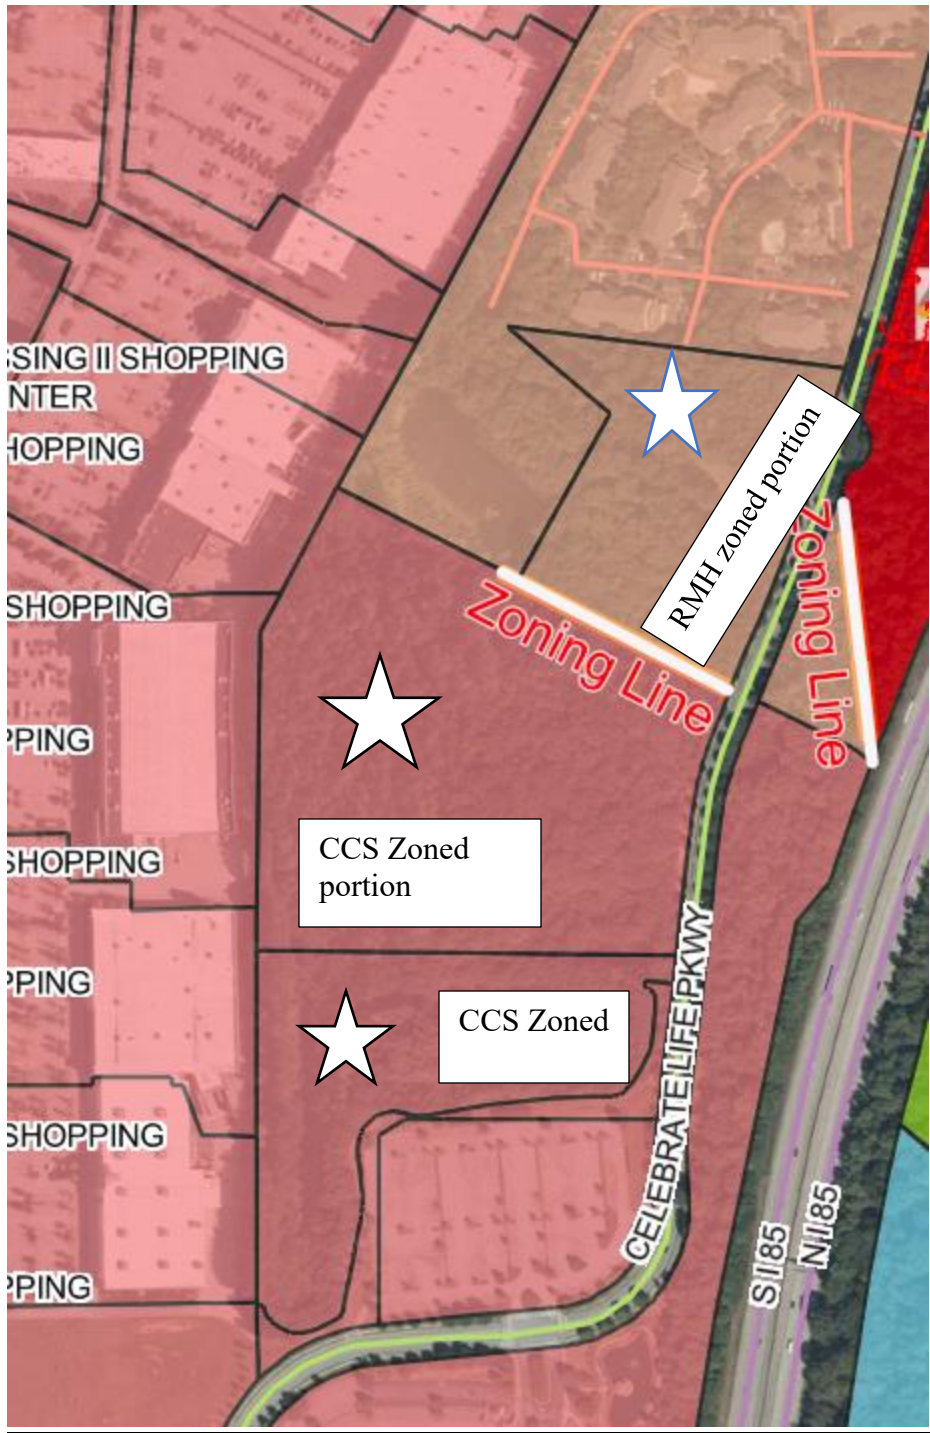 SSING II SHOPPING
NTER
HOPPING
RMH zoned portion
Zoning Line
Zoning Line
SHOPPING
PPING
CCS Zoned
portion
SHOPPING
PPING
CCS Zoned
CELEBRATE LIFE PKWY
SHOPPING
S I 85
N I 85
PPING